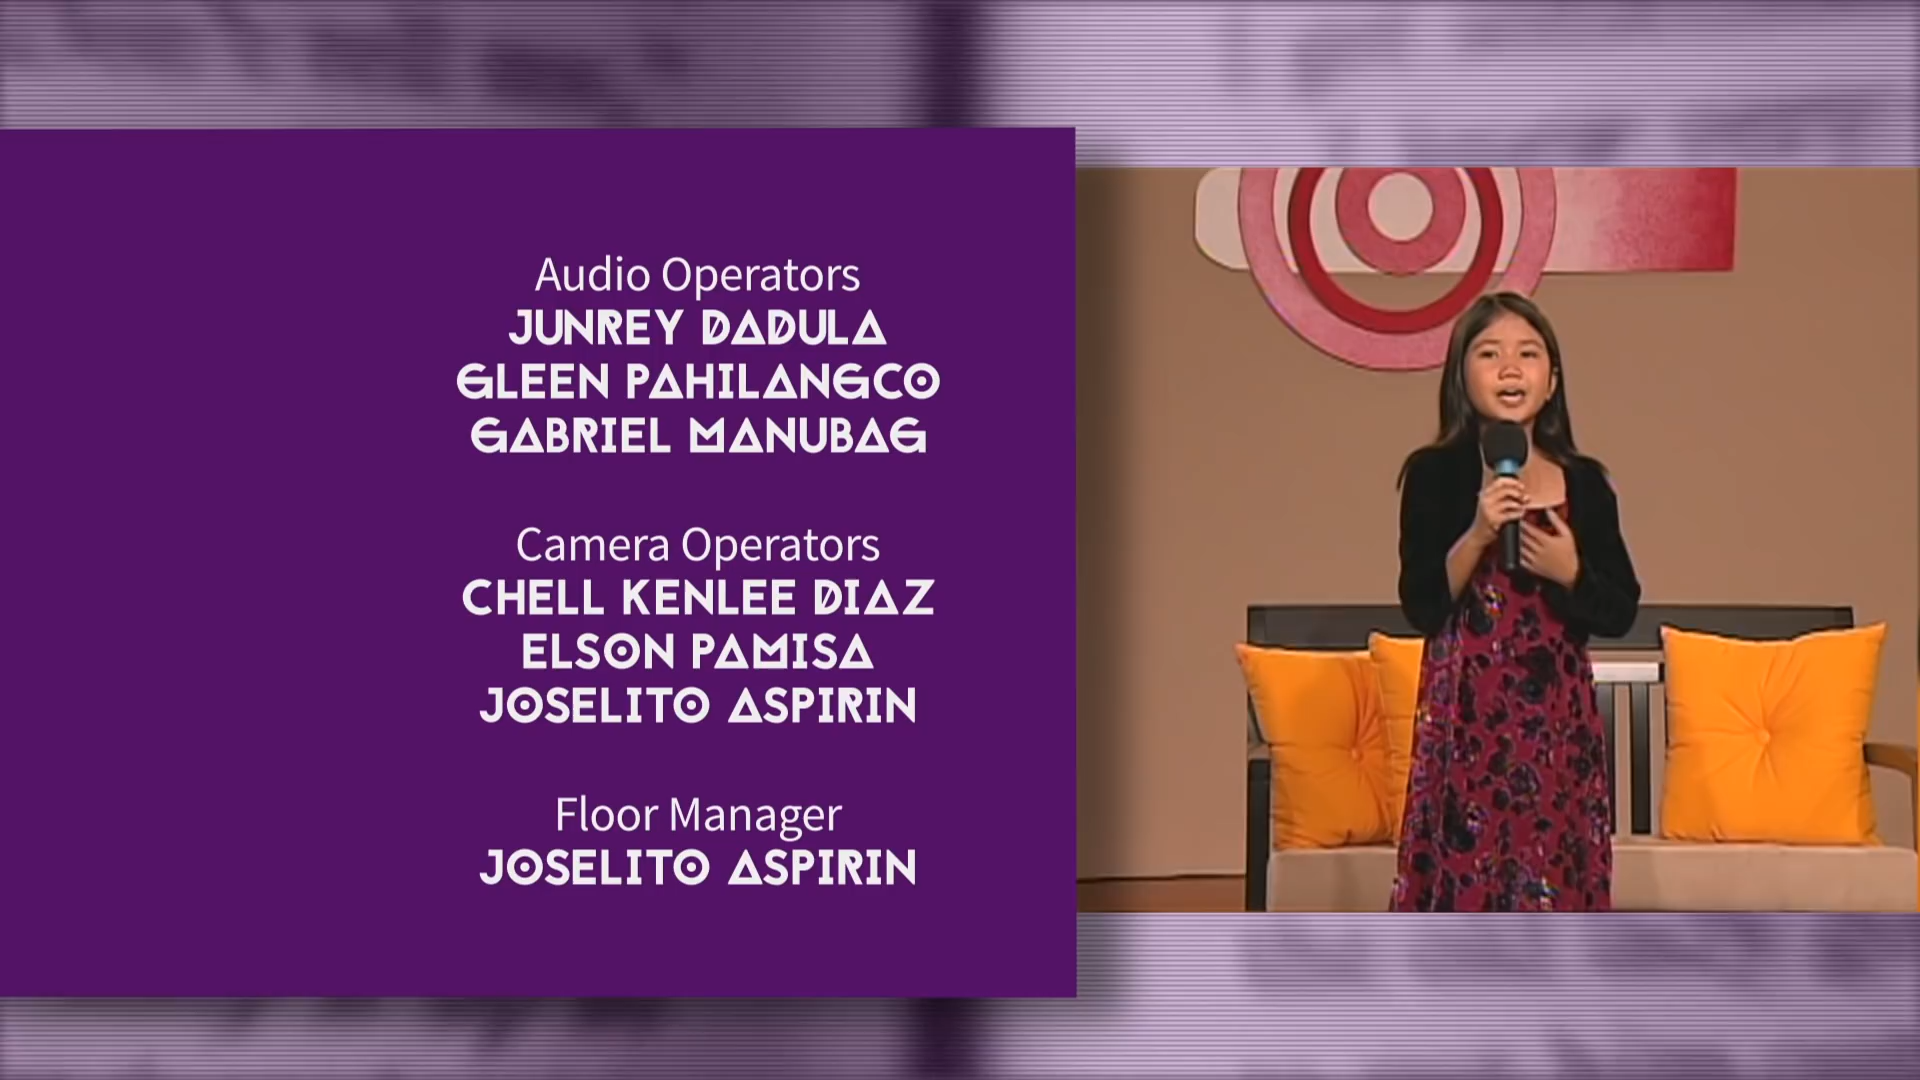 Audio Operators
JUNREY DADULA
GLEEN PAHILANGCO
GABRIEL MANUBAG
Camera Operators
CHELL KENLEE DIAZ
ELSON PAMISA
JOSELITO ASPIRIN
Floor Manager
JOSELITO ASPIRIN